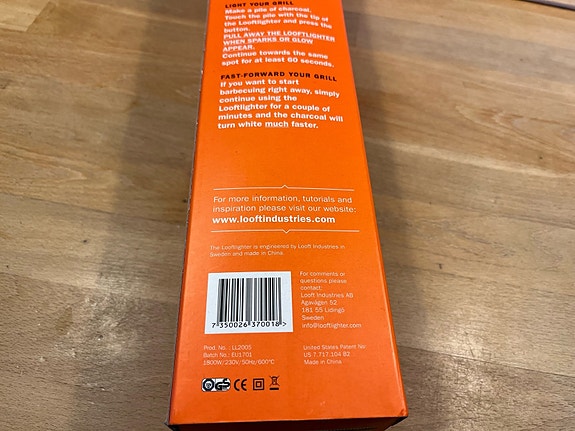 LIGHT YOUR GRILL
Make a pile of charcoal.
Touch the pile with the tip of
the Looftlighter and press the
button.
PULL AWAY THE LOOFTLIGHTER
WHEN SPARKS OR GLOW
APPEAR.
Continue towards the same
spot for at least 60 seconds.
FAST-FORWARD YOUR GRILL
If you want to start
barbecuing right away, simply
continue using the
Looftlighter for a couple of
minutes and the charcoal will
turn white much faster.
For more information, tutorials and
inspiration please visit our website:
www.looftindustries.com
The Looftlighter is engineered by Looft Industries in
Sweden and made in China.
7 350026 370018 >
For comments or
questions please
contact:
Looft Industries AB
Agavägen 52
181 55 Lidingö
Sweden
info@looftlighter.com
Prod. No. : LL2005
Batch No.: EU1701
1800W/230V/50Hz/600°C
United States Patent No:
US 7.717.104 B2
Made in China
GS
CE